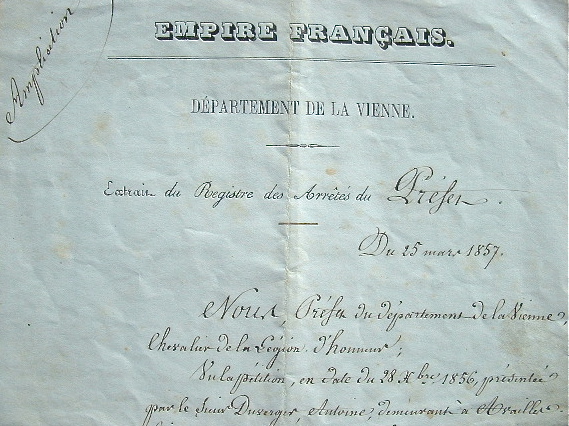 Ampliation
EMPIRE FRANÇAIS.
DÉPARTEMENT DE LA VIENNE.
Extrait du Registre des Arrêtés du Préfet.
Du 25 mars 1857.
Nous, Préfet du département de la Vienne,
Chevalier de la Légion d'honneur;
Vu la pétition, en date du 28 Xbre 1856, présentée
par le Sieur Duverger, Antoine, demeurant à Availles